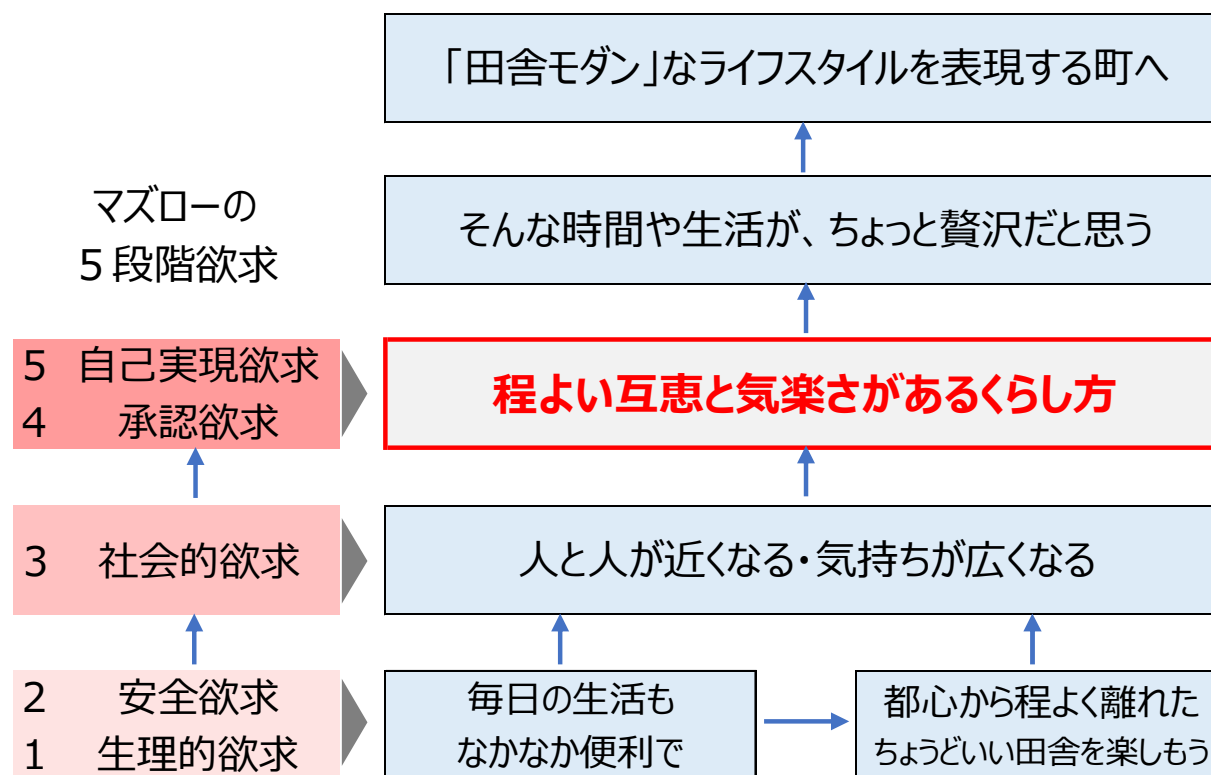 「田舎モダン」なライフスタイルを表現する町へ
マズローの
５段階欲求
そんな時間や生活が、ちょっと贅沢だと思う
5 自己実現欲求
4 承認欲求
程よい互恵と気楽さがあるくらし方
3 社会的欲求
人と人が近くなる・気持ちが広くなる
2 安全欲求
1 生理的欲求
毎日の生活も
なかなか便利で
都心から程よく離れた
ちょうどいい田舎を楽しもう